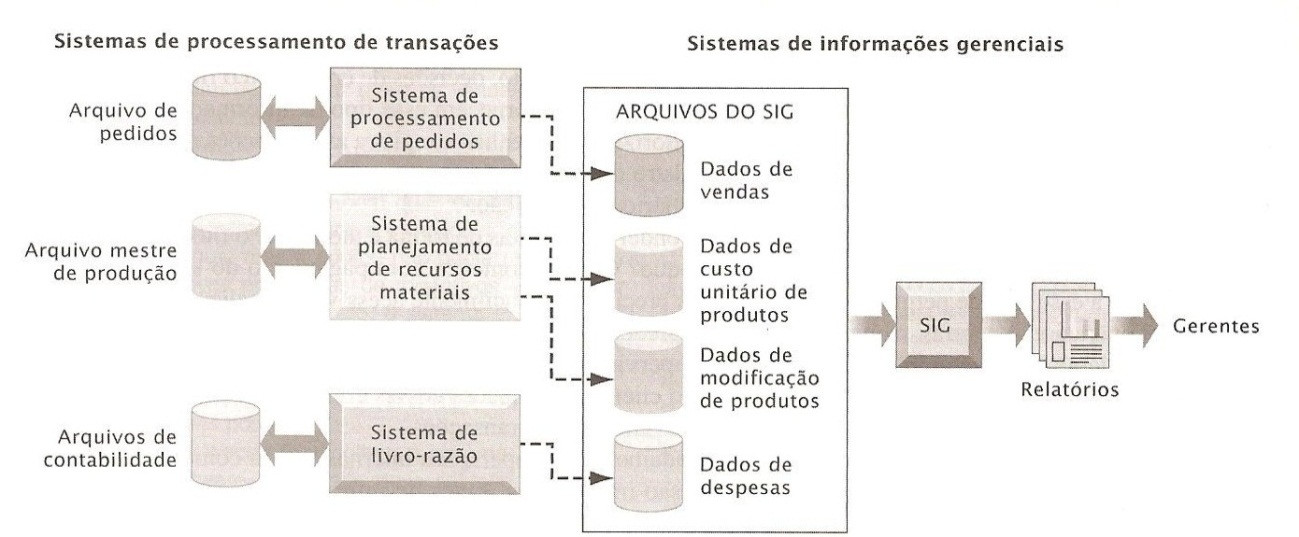 Sistemas de processamento de transações
Sistemas de informações gerenciais
Arquivo de
pedidos
Sistema de
processamento
de pedidos
ARQUIVOS DO SIG
Dados de
vendas
Arquivo mestre
de produção
Sistema de
planejamento
de recursos
materiais
Dados de
custo
unitário de
produtos
Dados de
modificação
de produtos
SIG
Relatórios
Gerentes
Arquivos de
contabilidade
Sistema de
livro-razão
Dados de
despesas